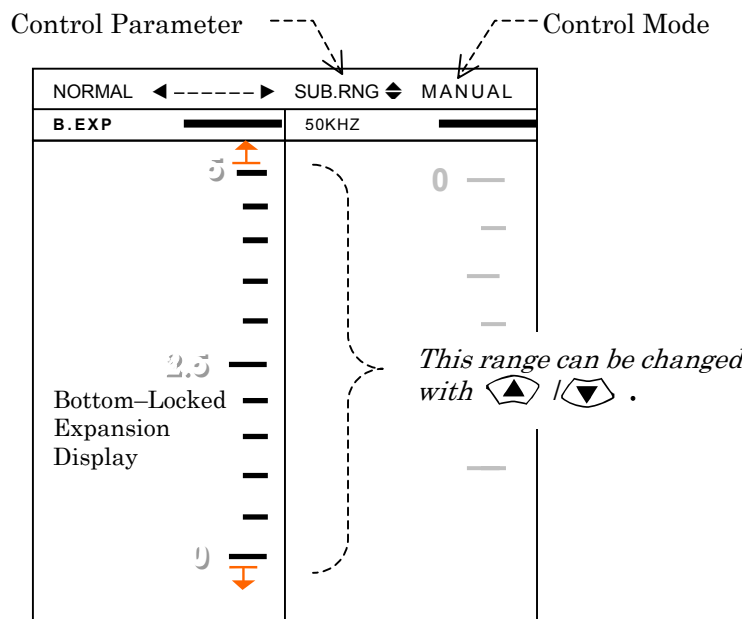 Control Parameter
Control Mode
NORMAL ◀ ------ ▶ SUB.RNG ◆ MANUAL
B.EXP
50KHZ
5
0
2.5
This range can be changed
with ▲ / ▼ .
Bottom–Locked
Expansion
Display
0